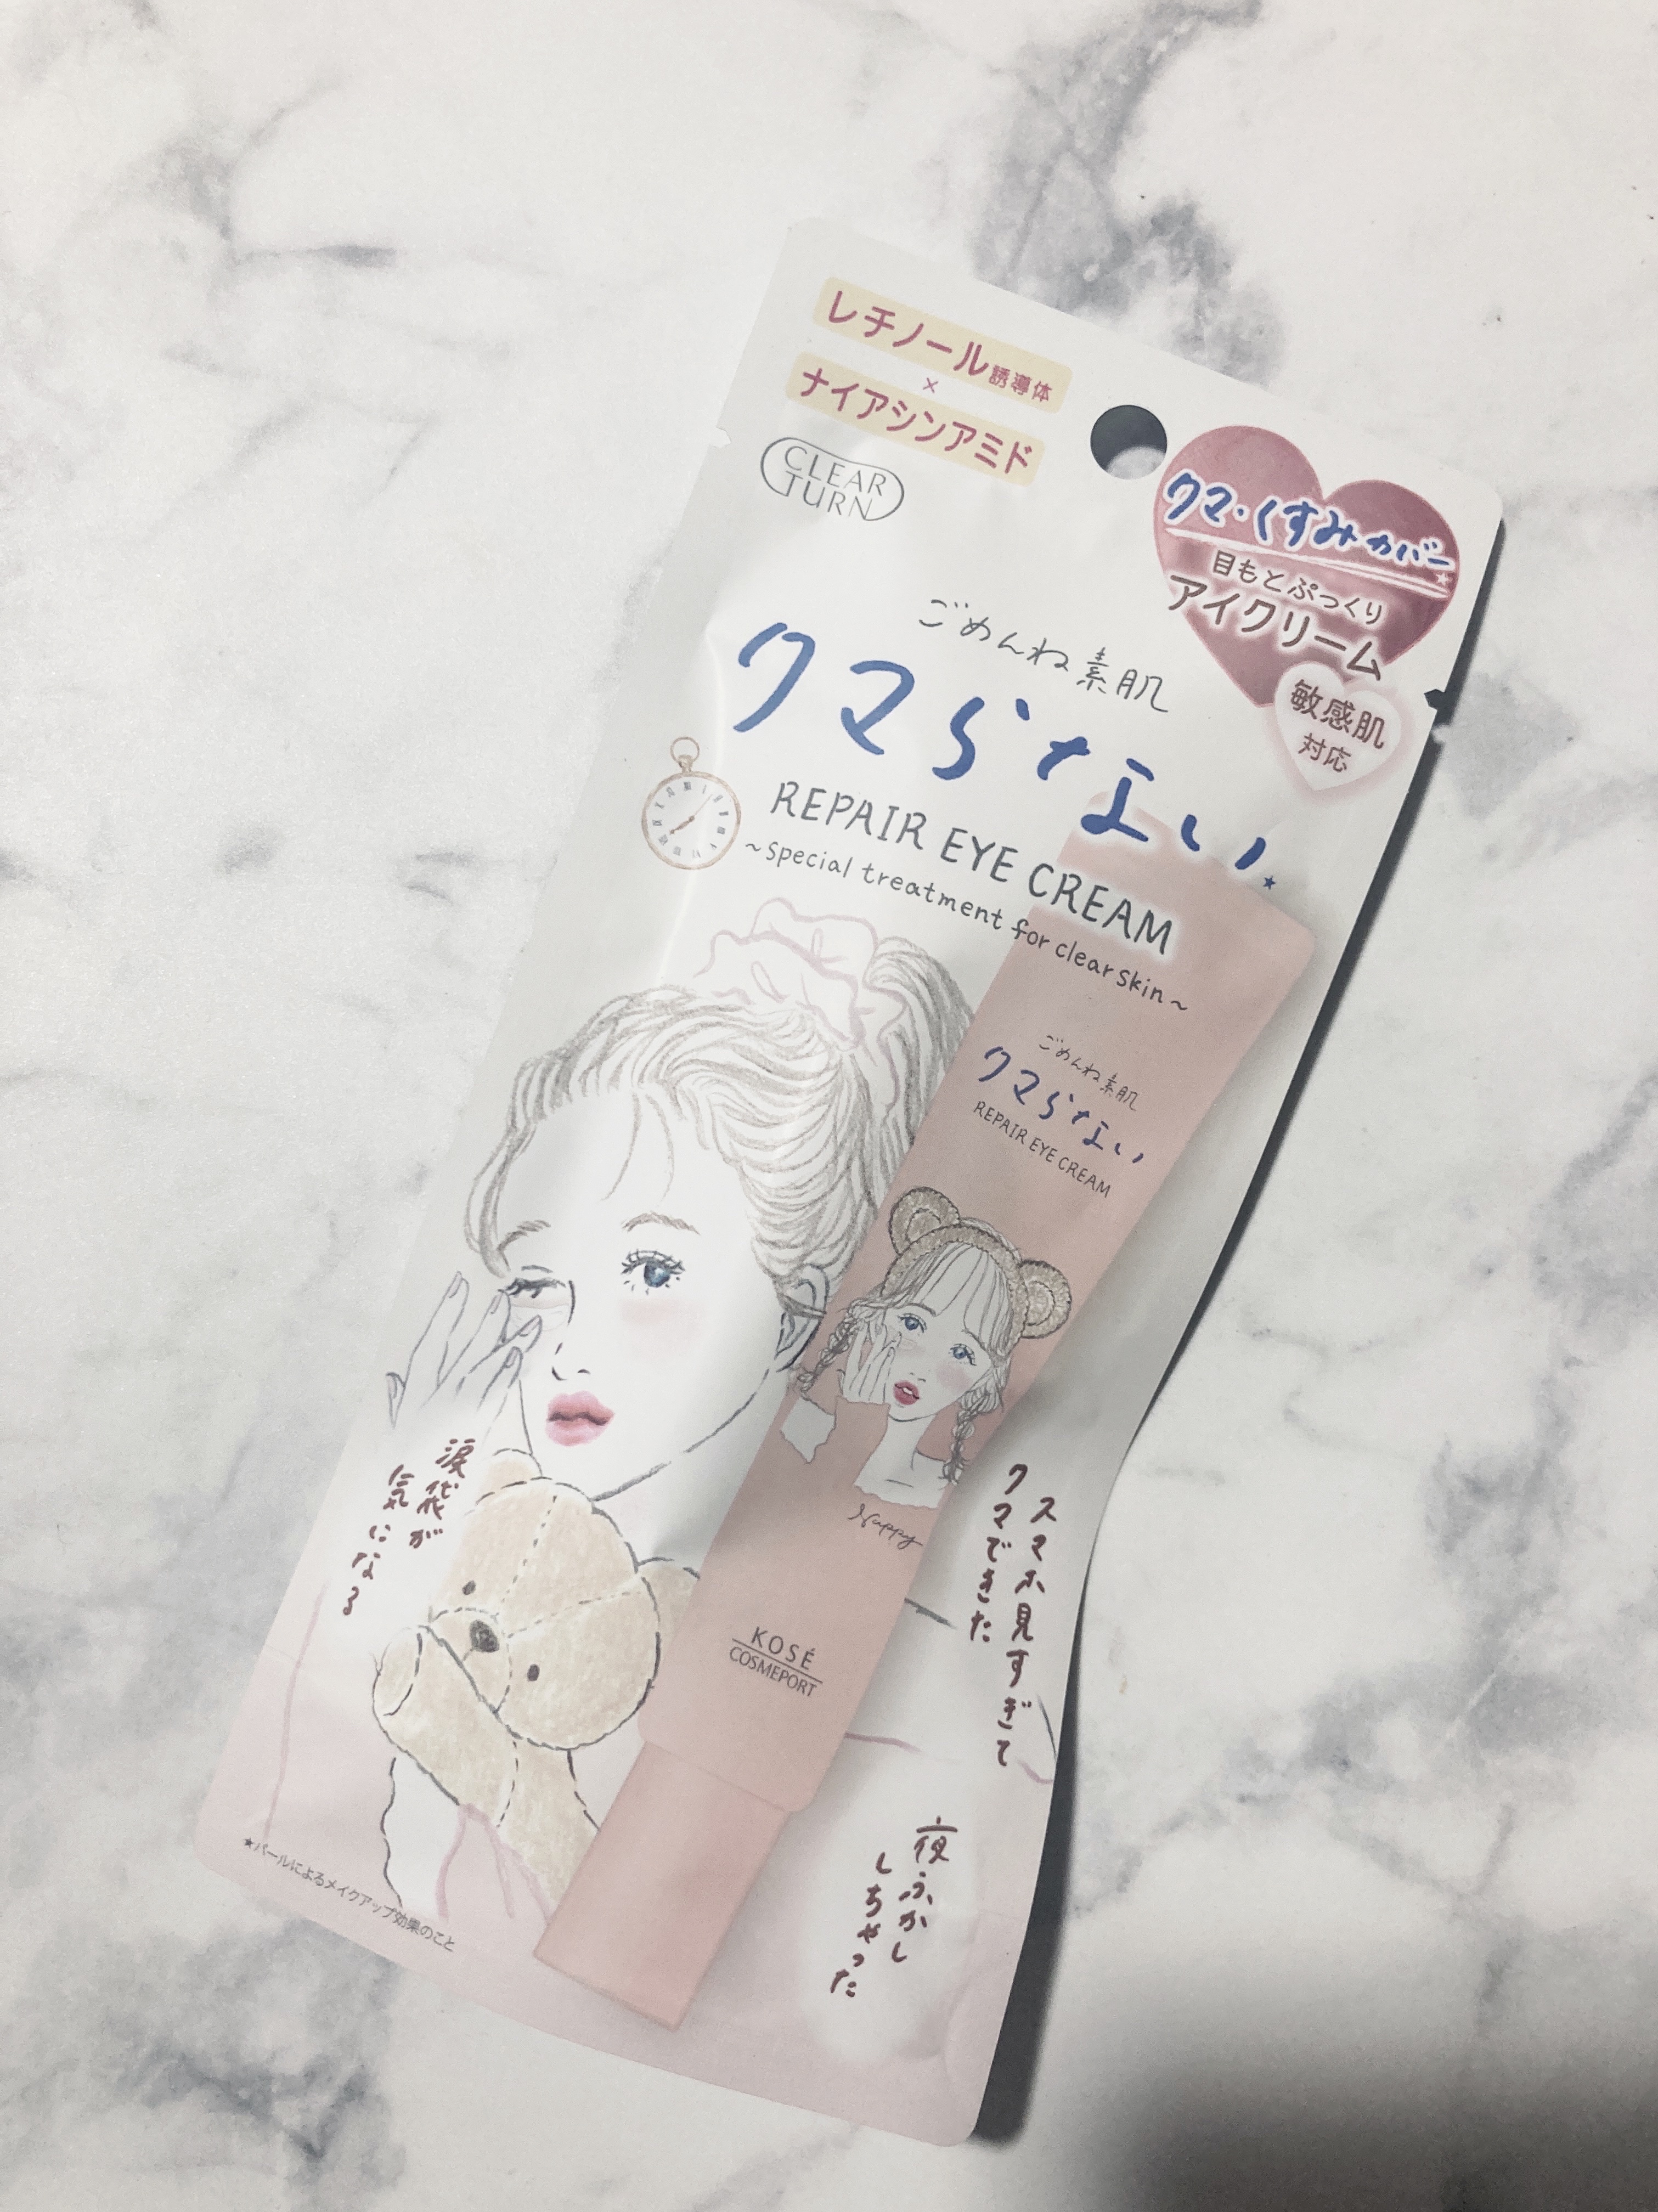 レチノール誘導体
×
ナイアシンアミド
CLEAR
TURN
クマ・くすみカバー★
目もとぷっくり
アイクリーム
敏感肌
対応
ごめんね素肌
クマらない★
REPAIR EYE CREAM
~special treatment for clear skin~
ごめんね素肌
クマらない
REPAIR EYE CREAM
Happy
KOSÉ
COSMEPORT
涙袋が
気になる
スマホ見すぎて
クマできた
夜ふかし
しちゃった
★パールによるメイクアップ効果のこと